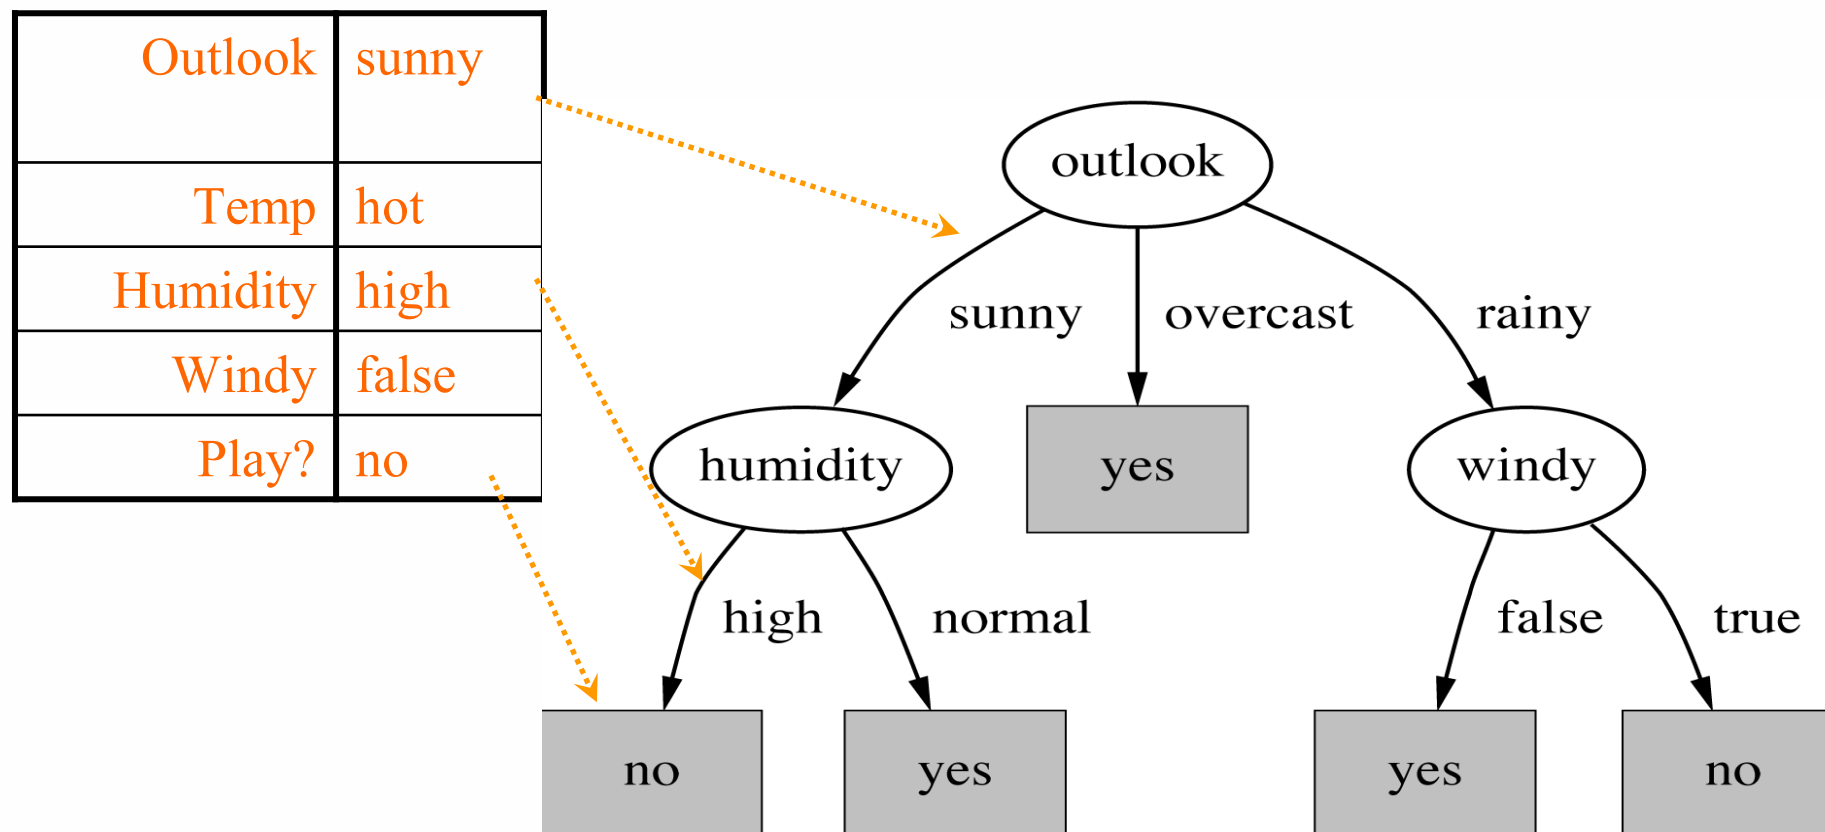 Outlook sunny
Temp hot
Humidity high
Windy false
Play? no
outlook
sunny overcast rainy
humidity yes windy
high normal false true
no yes yes no